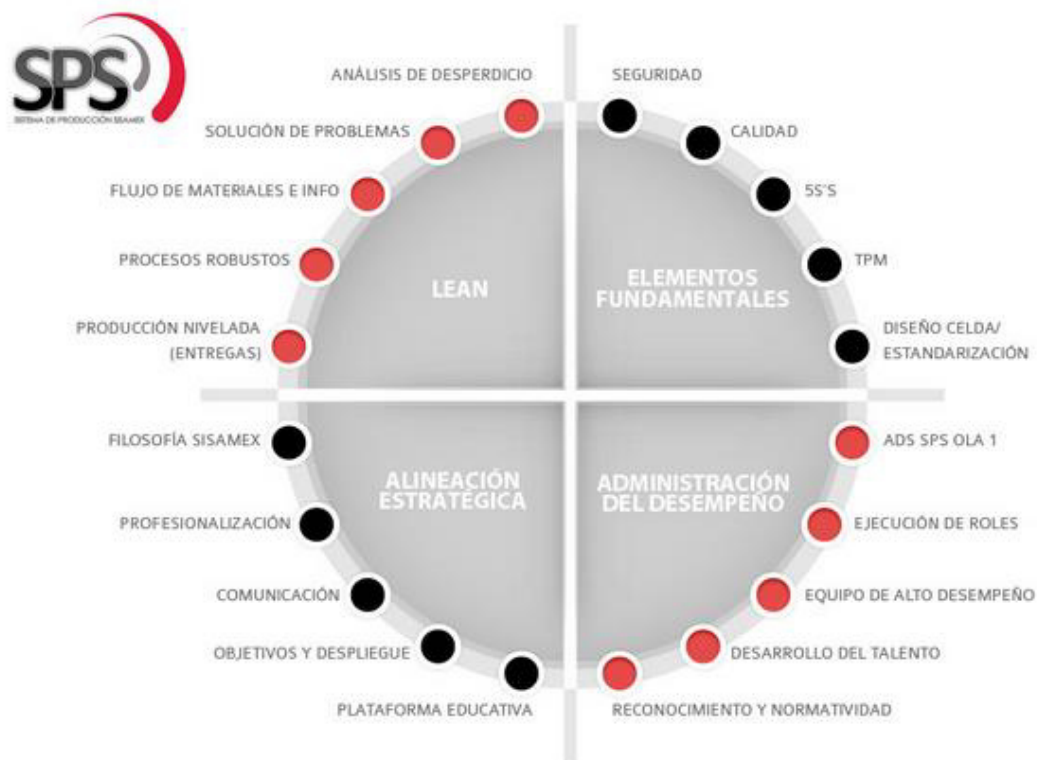 SPS
SISTEMA DE PRODUCCIÓN SISAMEX
ANÁLISIS DE DESPERDICIO
SOLUCIÓN DE PROBLEMAS
FLUJO DE MATERIALES E INFO
PROCESOS ROBUSTOS
PRODUCCIÓN NIVELADA
(ENTREGAS)
LEAN
SEGURIDAD
CALIDAD
5S'S
TPM
DISEÑO CELDA/
ESTANDARIZACIÓN
ELEMENTOS
FUNDAMENTALES
FILOSOFÍA SISAMEX
PROFESIONALIZACIÓN
COMUNICACIÓN
OBJETIVOS Y DESPLIEGUE
PLATAFORMA EDUCATIVA
ALINEACIÓN
ESTRATÉGICA
ADMINISTRACIÓN
DEL DESEMPEÑO
ADS SPS OLA 1
EJECUCIÓN DE ROLES
EQUIPO DE ALTO DESEMPEÑO
DESARROLLO DEL TALENTO
RECONOCIMIENTO Y NORMATIVIDAD